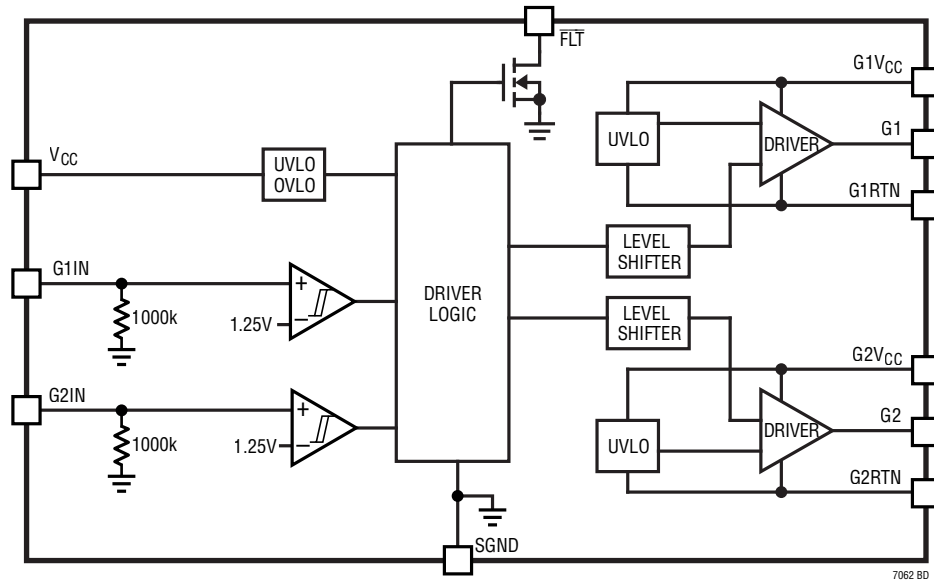 FLT
G1VCC
G1
G1RTN
UVLO
DRIVER
VCC
UVLO
OVLO
LEVEL
SHIFTER
G1IN
+
1000k
1.25V
−
DRIVER
LOGIC
LEVEL
SHIFTER
G2IN
+
1000k
1.25V
−
G2VCC
G2
G2RTN
UVLO
DRIVER
SGND
7062 BD